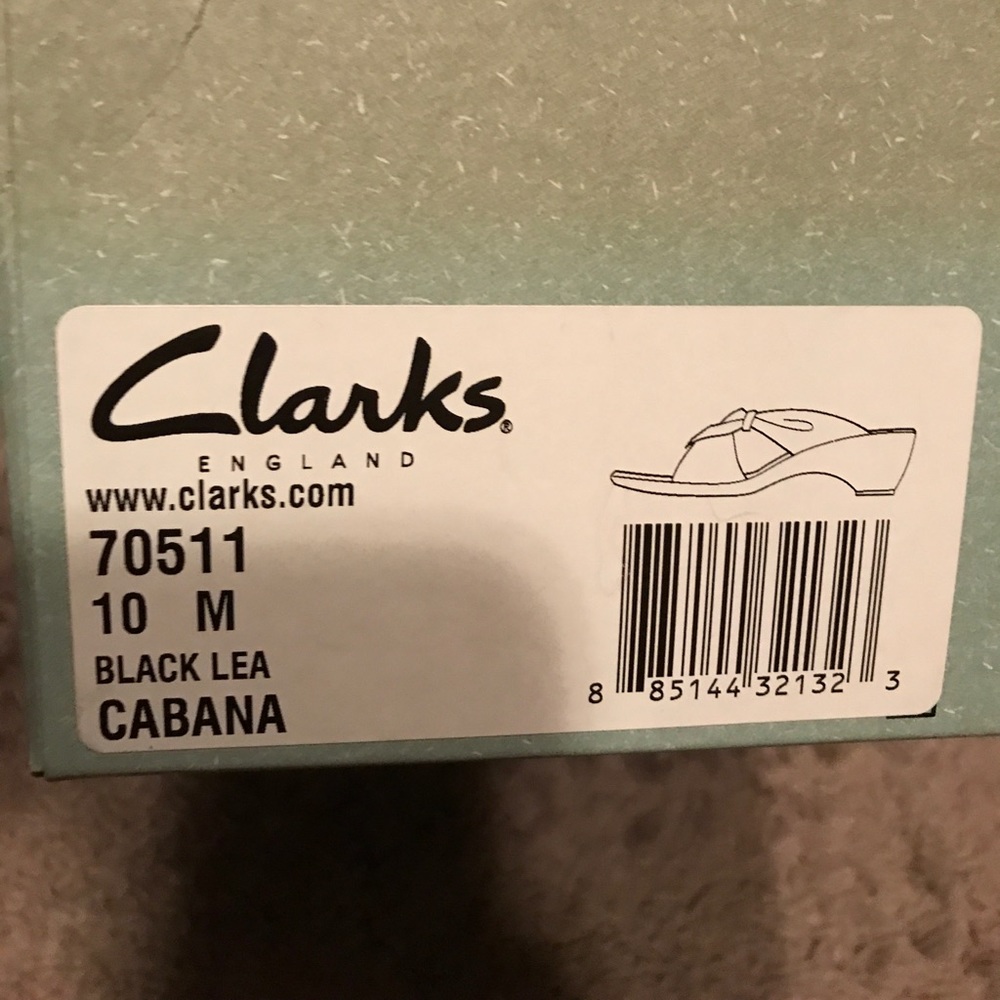 Clarks®
ENGLAND
www.clarks.com
70511
10 M
BLACK LEA
CABANA
8 85144 32132 3